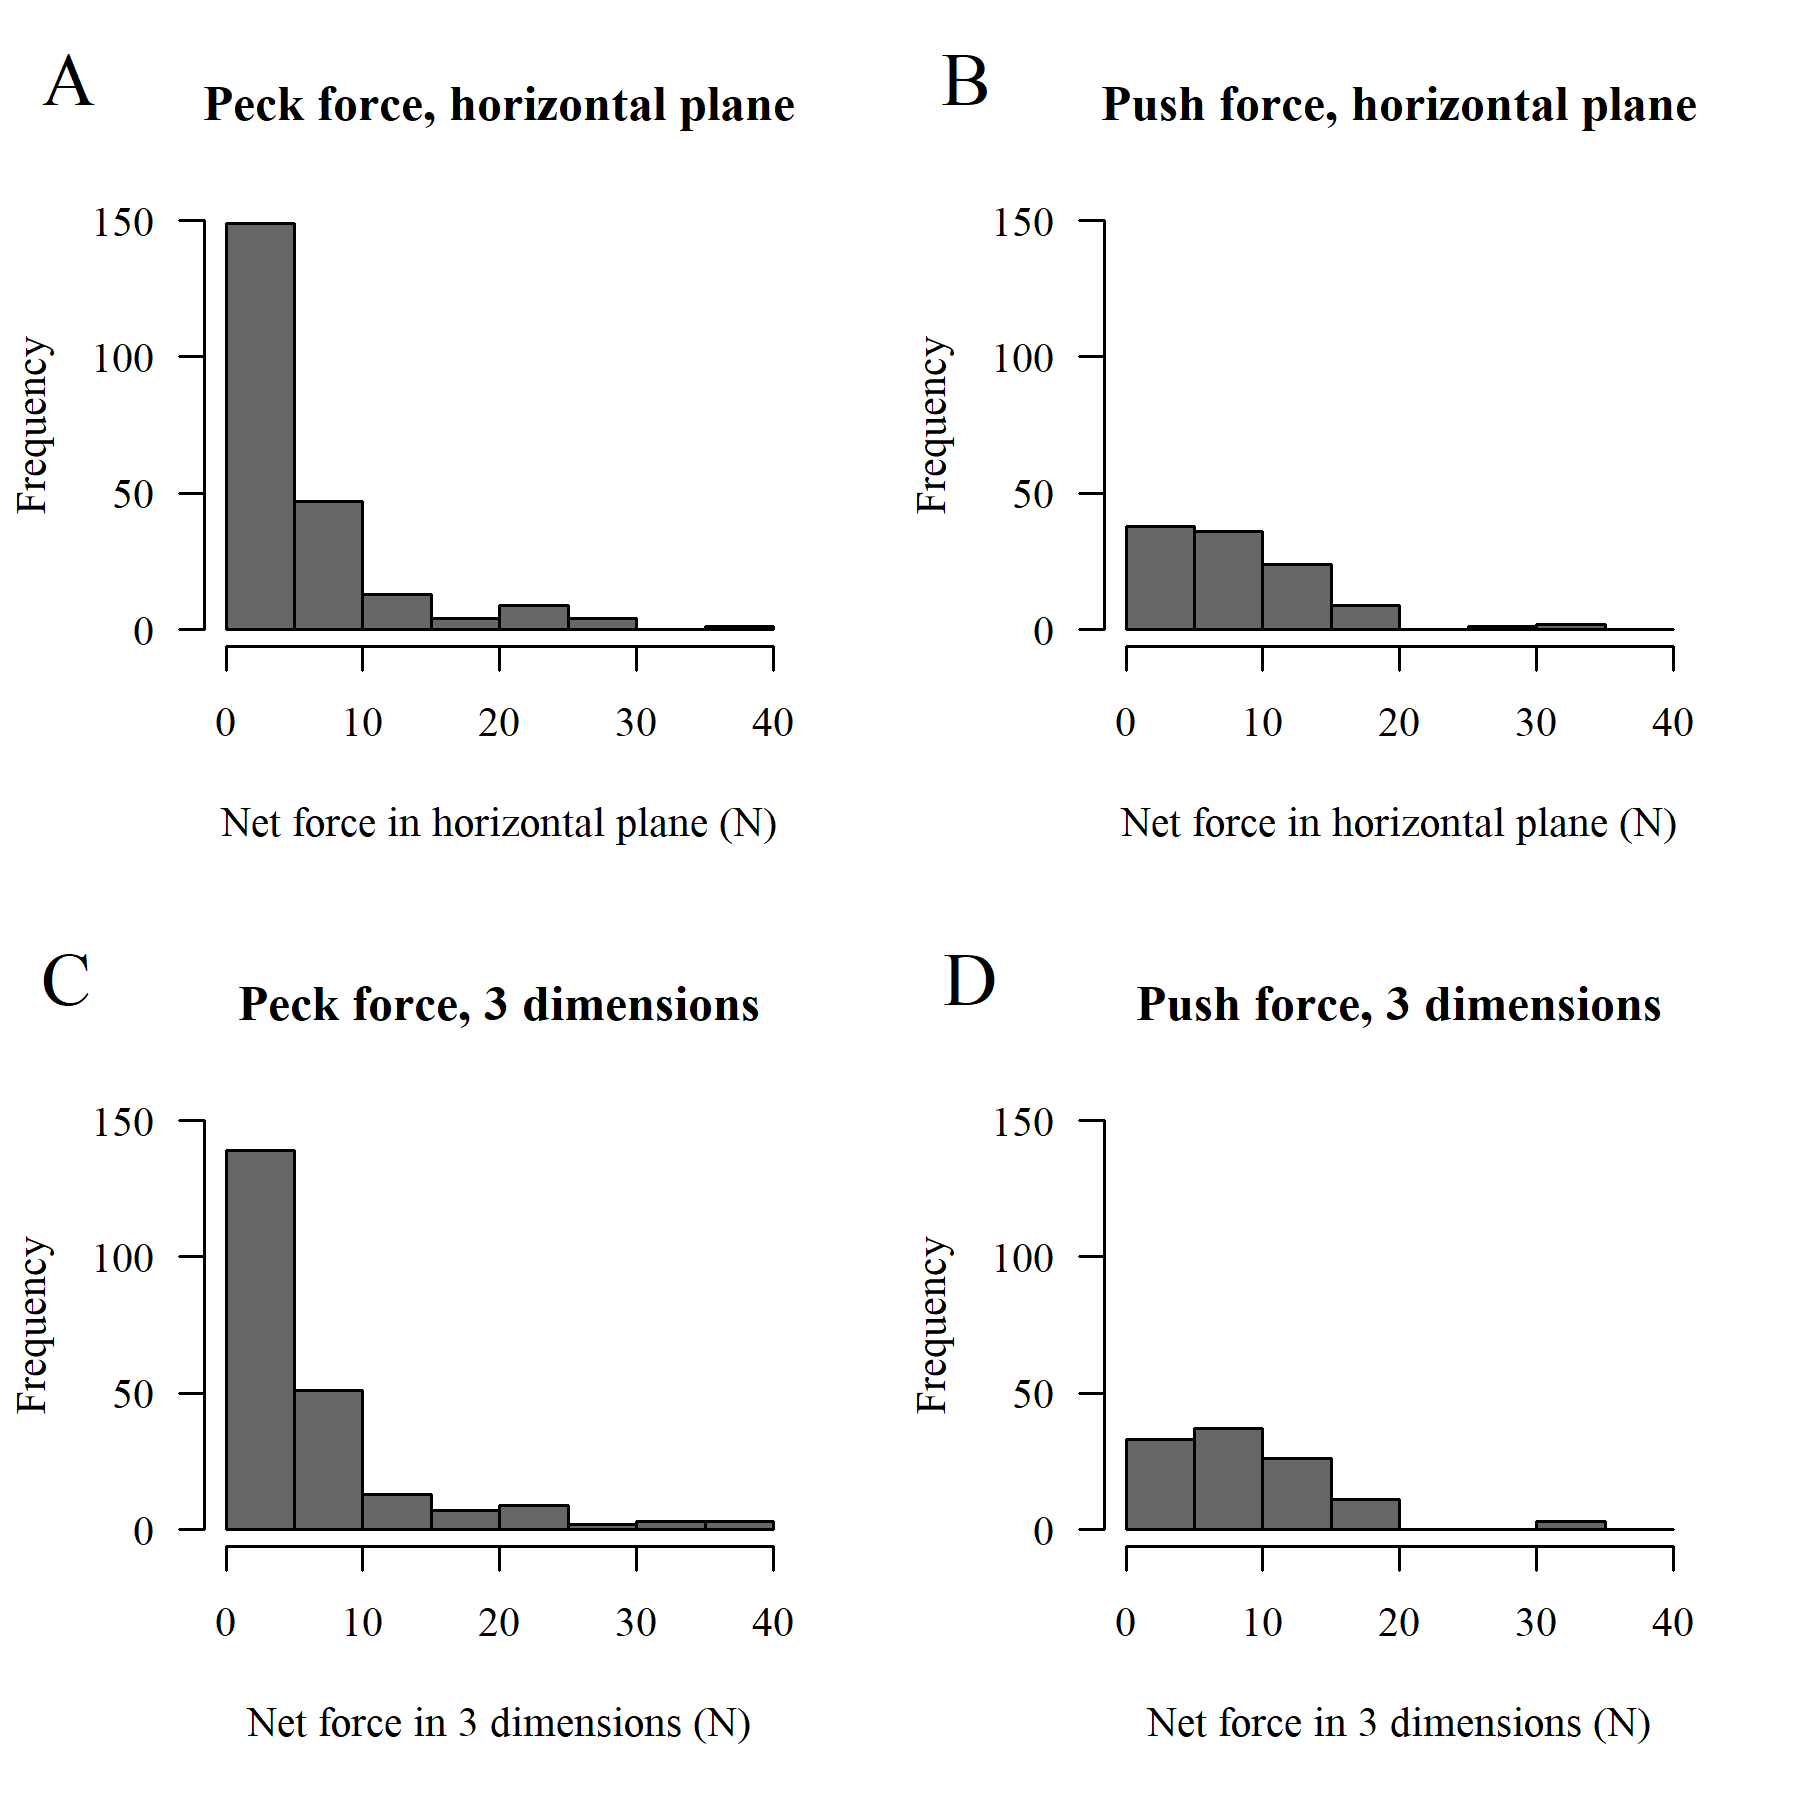 A
Peck force, horizontal plane
150
100
50
0
Frequency
0 10 20 30 40
Net force in horizontal plane (N)
B
Push force, horizontal plane
150
100
50
0
Frequency
0 10 20 30 40
Net force in horizontal plane (N)
C
Peck force, 3 dimensions
150
100
50
0
Frequency
0 10 20 30 40
Net force in 3 dimensions (N)
D
Push force, 3 dimensions
150
100
50
0
Frequency
0 10 20 30 40
Net force in 3 dimensions (N)